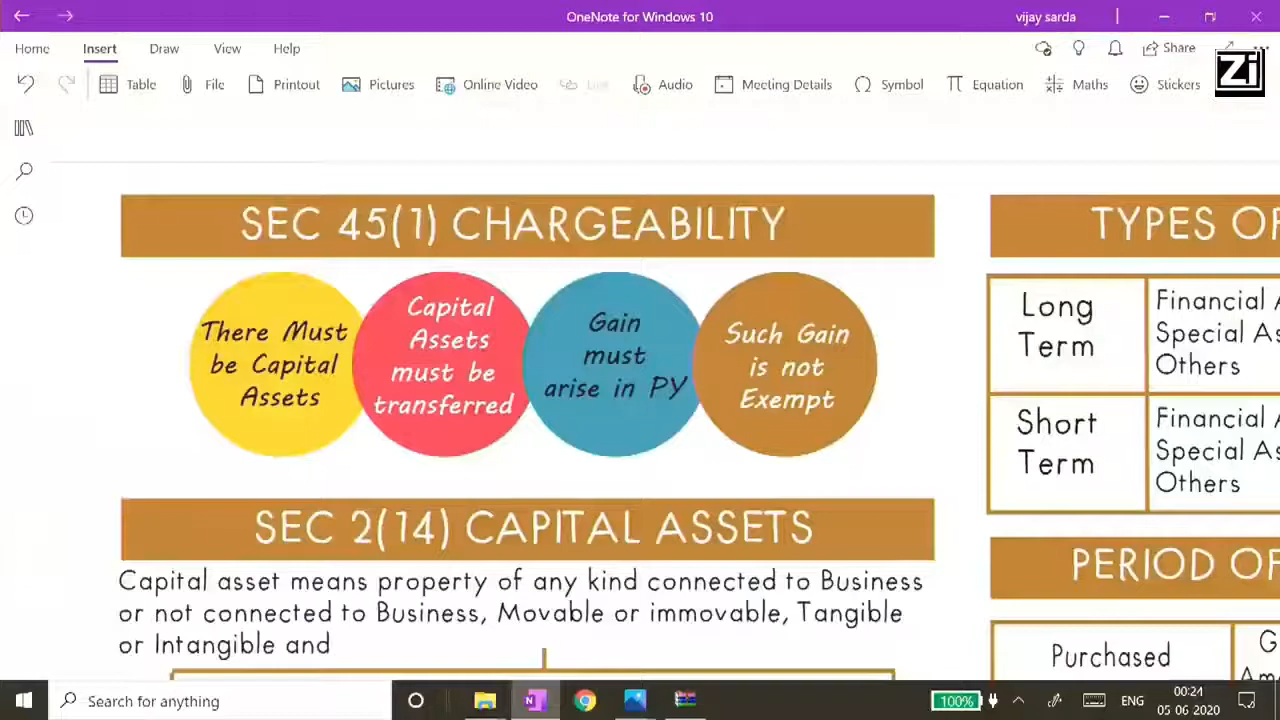 OneNote for Windows 10
vijay sarda
Home Insert Draw View Help
Share
Table File Printout Pictures Online Video Link Audio Meeting Details Symbol Equation Maths Stickers
Zi
SEC 45(1) CHARGEABILITY
There Must
be Capital
Assets
Capital
Assets
must be
transferred
Gain
must
arise in PY
Such Gain
is not
Exempt
SEC 2(14) CAPITAL ASSETS
Capital asset means property of any kind connected to Business
or not connected to Business, Movable or immovable, Tangible
or Intangible and
TYPES OF
Long
Term
Financial A
Special As
Others
Short
Term
Financial A
Special As
Others
PERIOD OF
Purchased
G
Am
Search for anything
100%
ENG
00:24
05-06-2020